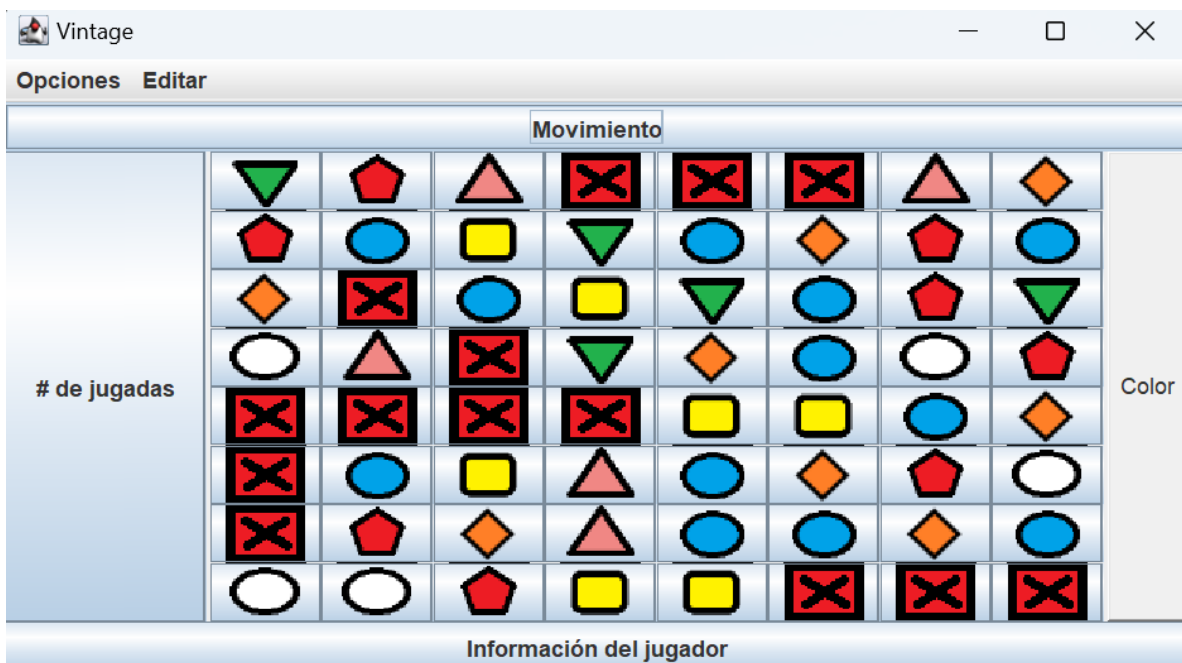 Vintage
Opciones Editar
Movimiento
# de jugadas
Color
Información del jugador